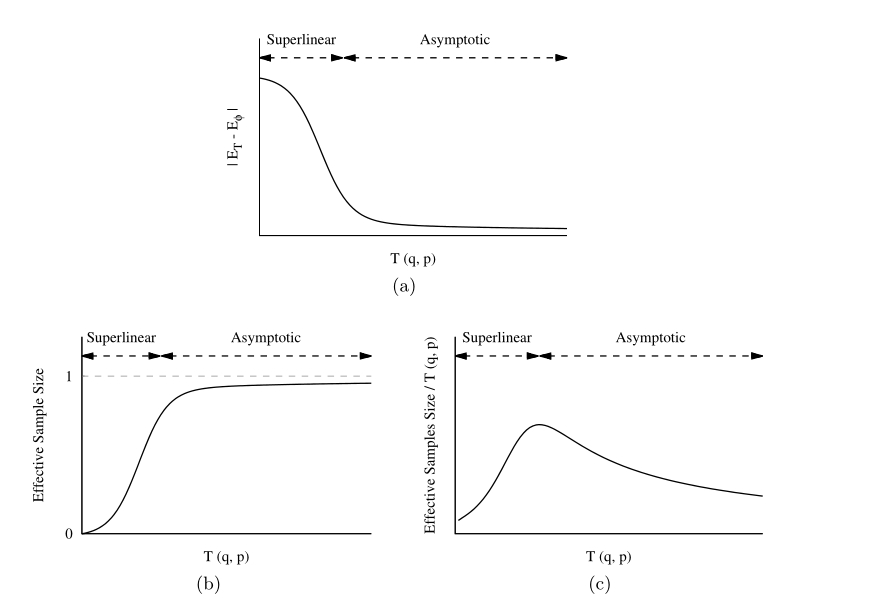 Superlinear Asymptotic
| E_T - E_ϕ |
T (q, p)
(a)
Superlinear Asymptotic
1
Effective Sample Size
0
T (q, p)
(b)
Superlinear Asymptotic
Effective Samples Size / T (q, p)
T (q, p)
(c)